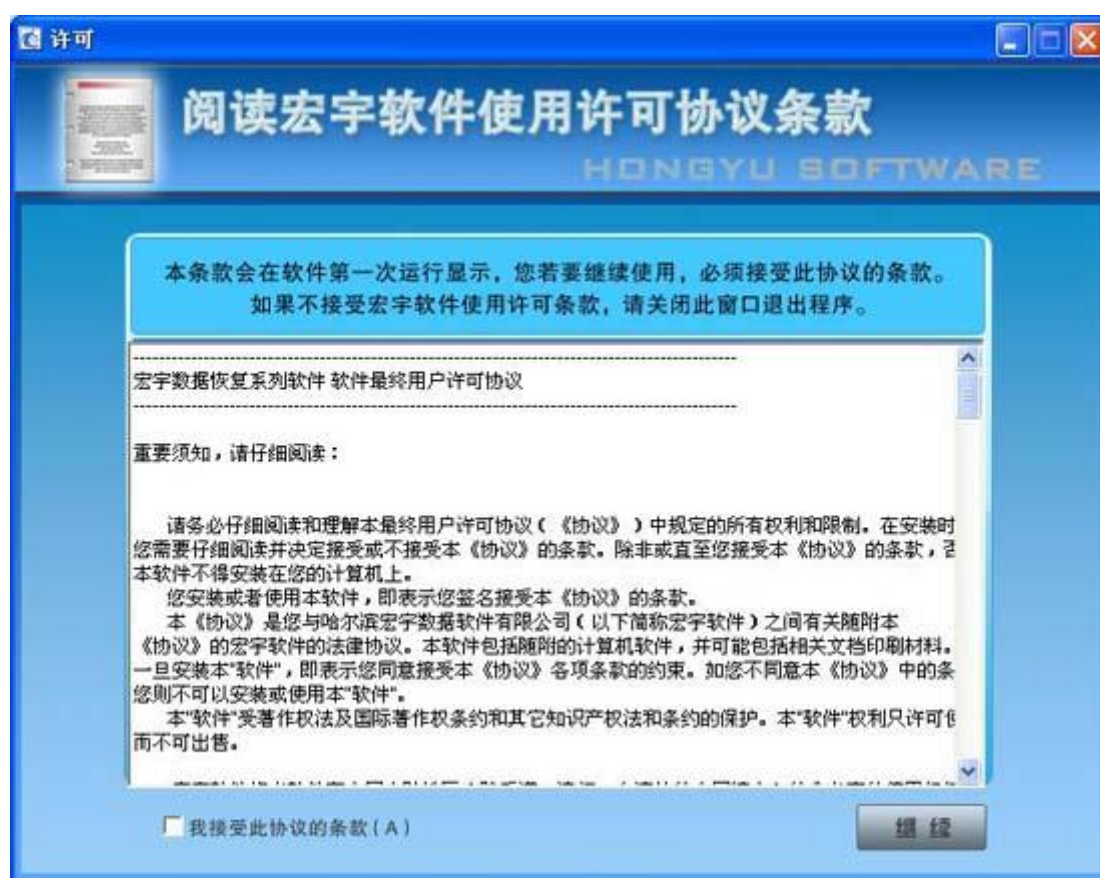 许可
阅读宏宇软件使用许可协议条款
HONGYU SOFTWARE
本条款会在软件第一次运行显示，您若要继续使用，必须接受此协议的条款。
如果不接受宏宇软件使用许可条款，请关闭此窗口退出程序。
宏宇数据恢复系列软件 软件最终用户许可协议
重要须知，请仔细阅读：
请务必仔细阅读和理解本最终用户许可协议（《协议》）中规定的所有权利和限制。在安装时
您需要仔细阅读并决定接受或不接受本《协议》的条款。除非或直至您接受本《协议》的条款，否
本软件不得安装在您的计算机上。
您安装或者使用本软件，即表示您签名接受本《协议》的条款。
本《协议》是您与哈尔滨宏宇数据软件有限公司（以下简称宏宇软件）之间有关随附本
《协议》的宏宇软件的法律协议。本软件包括随附的计算机软件，并可能包括相关文档印刷材料。
一旦安装本"软件"，即表示您同意接受本《协议》各项条款的约束。如您不同意本《协议》中的条
您则不可以安装或使用本"软件"。
本"软件"受著作权法及国际著作权条约和其它知识产权法和条约的保护。本"软件"权利只许可使
而不可出售。
我接受此协议的条款(A)
继续